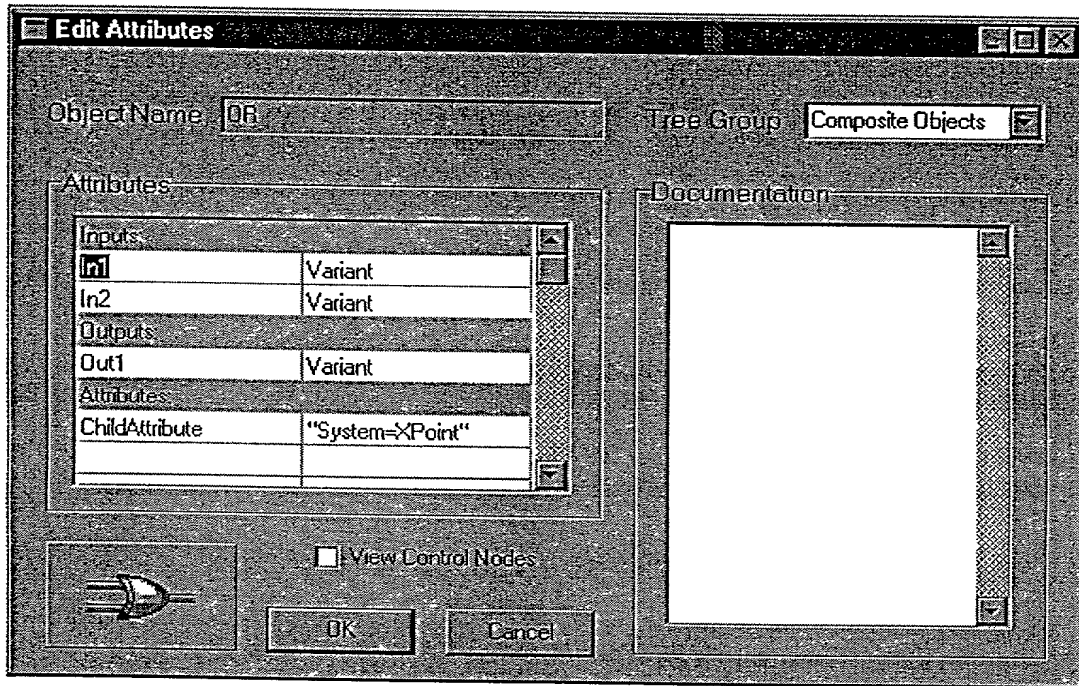 Edit Attributes
Object Name OR
Tree Group Composite Objects
Attributes
Documentation
Inputs:
In1 Variant
In2 Variant
Outputs:
Out1 Variant
Attributes:
ChildAttribute "System=XPoint"
View Control Nodes
OK
Cancel